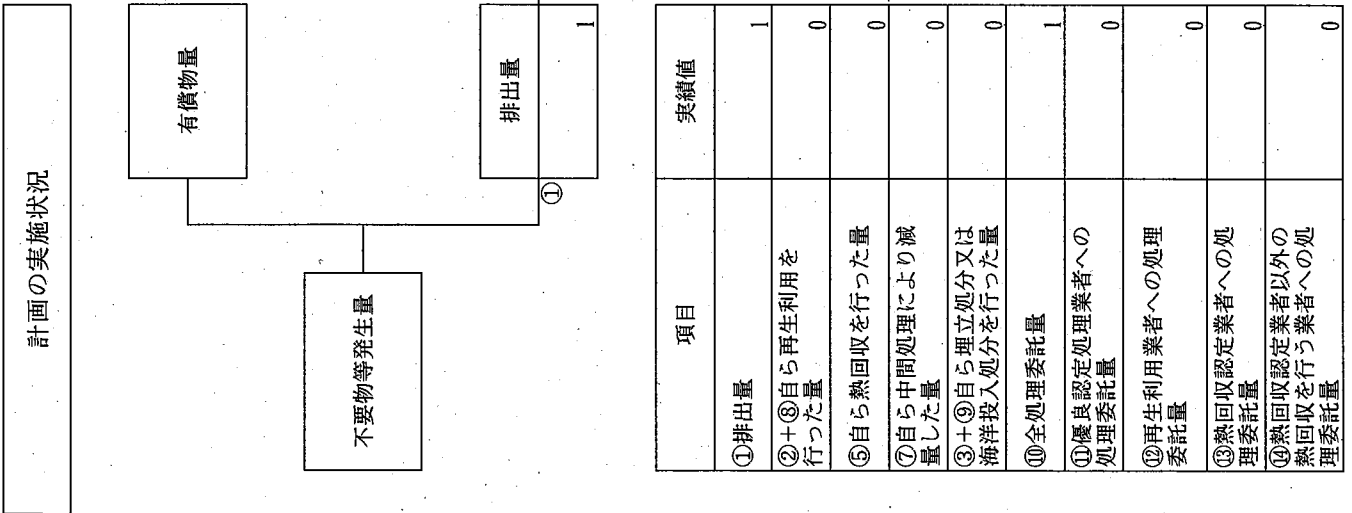 計画の実施状況
有償物量
不要物等発生量
①
排出量
1
項目 実績値
①排出量 1
②+⑧自ら再生利用を
行った量 0
⑤自ら熱回収を行った量 0
⑦自ら中間処理により減
量した量 0
③+⑨自ら埋立処分又は
海洋投入処分を行った量 0
⑩全処理委託量 1
⑪優良認定処理業者への
処理委託量 0
⑫再生利用業者への処理
委託量 0
⑬熱回収認定業者への処
理委託量 0
⑭熱回収認定業者以外の
熱回収を行う業者への処
理委託量 0